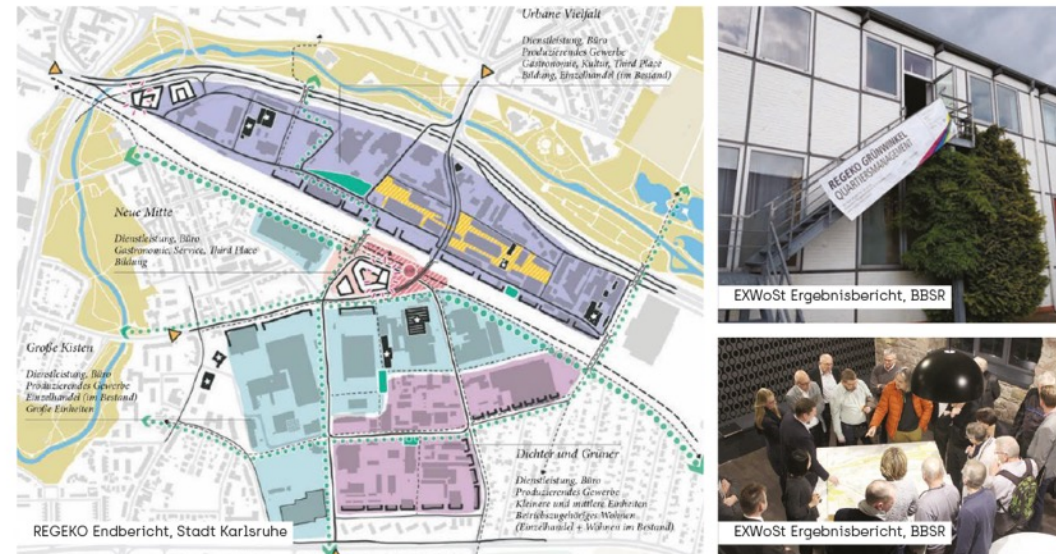 Urbane Vielfalt
Dienstleistung, Büro
Produzierendes Gewerbe
Gastronomie, Kultur, Third Place
Bildung, Einzelhandel (im Bestand)
Neue Mitte
Dienstleistung, Büro
Gastronomie, Service, Third Place
Bildung
Große Kisten
Dienstleistung, Büro
Produzierendes Gewerbe
Einzelhandel (im Bestand)
Große Einheiten
Dichter und Grüner
Dienstleistung, Büro
Produzierendes Gewerbe
Kleinere und mittlere Einheiten
Betriebszugehöriges Wohnen
(Einzelhandel + Wohnen im Bestand)
REGEKO Endbericht, Stadt Karlsruhe
REGEKO GRÜNWINKEL
QUARTIERSMANAGEMENT
EXWoSt Ergebnisbericht, BBSR
EXWoSt Ergebnisbericht, BBSR